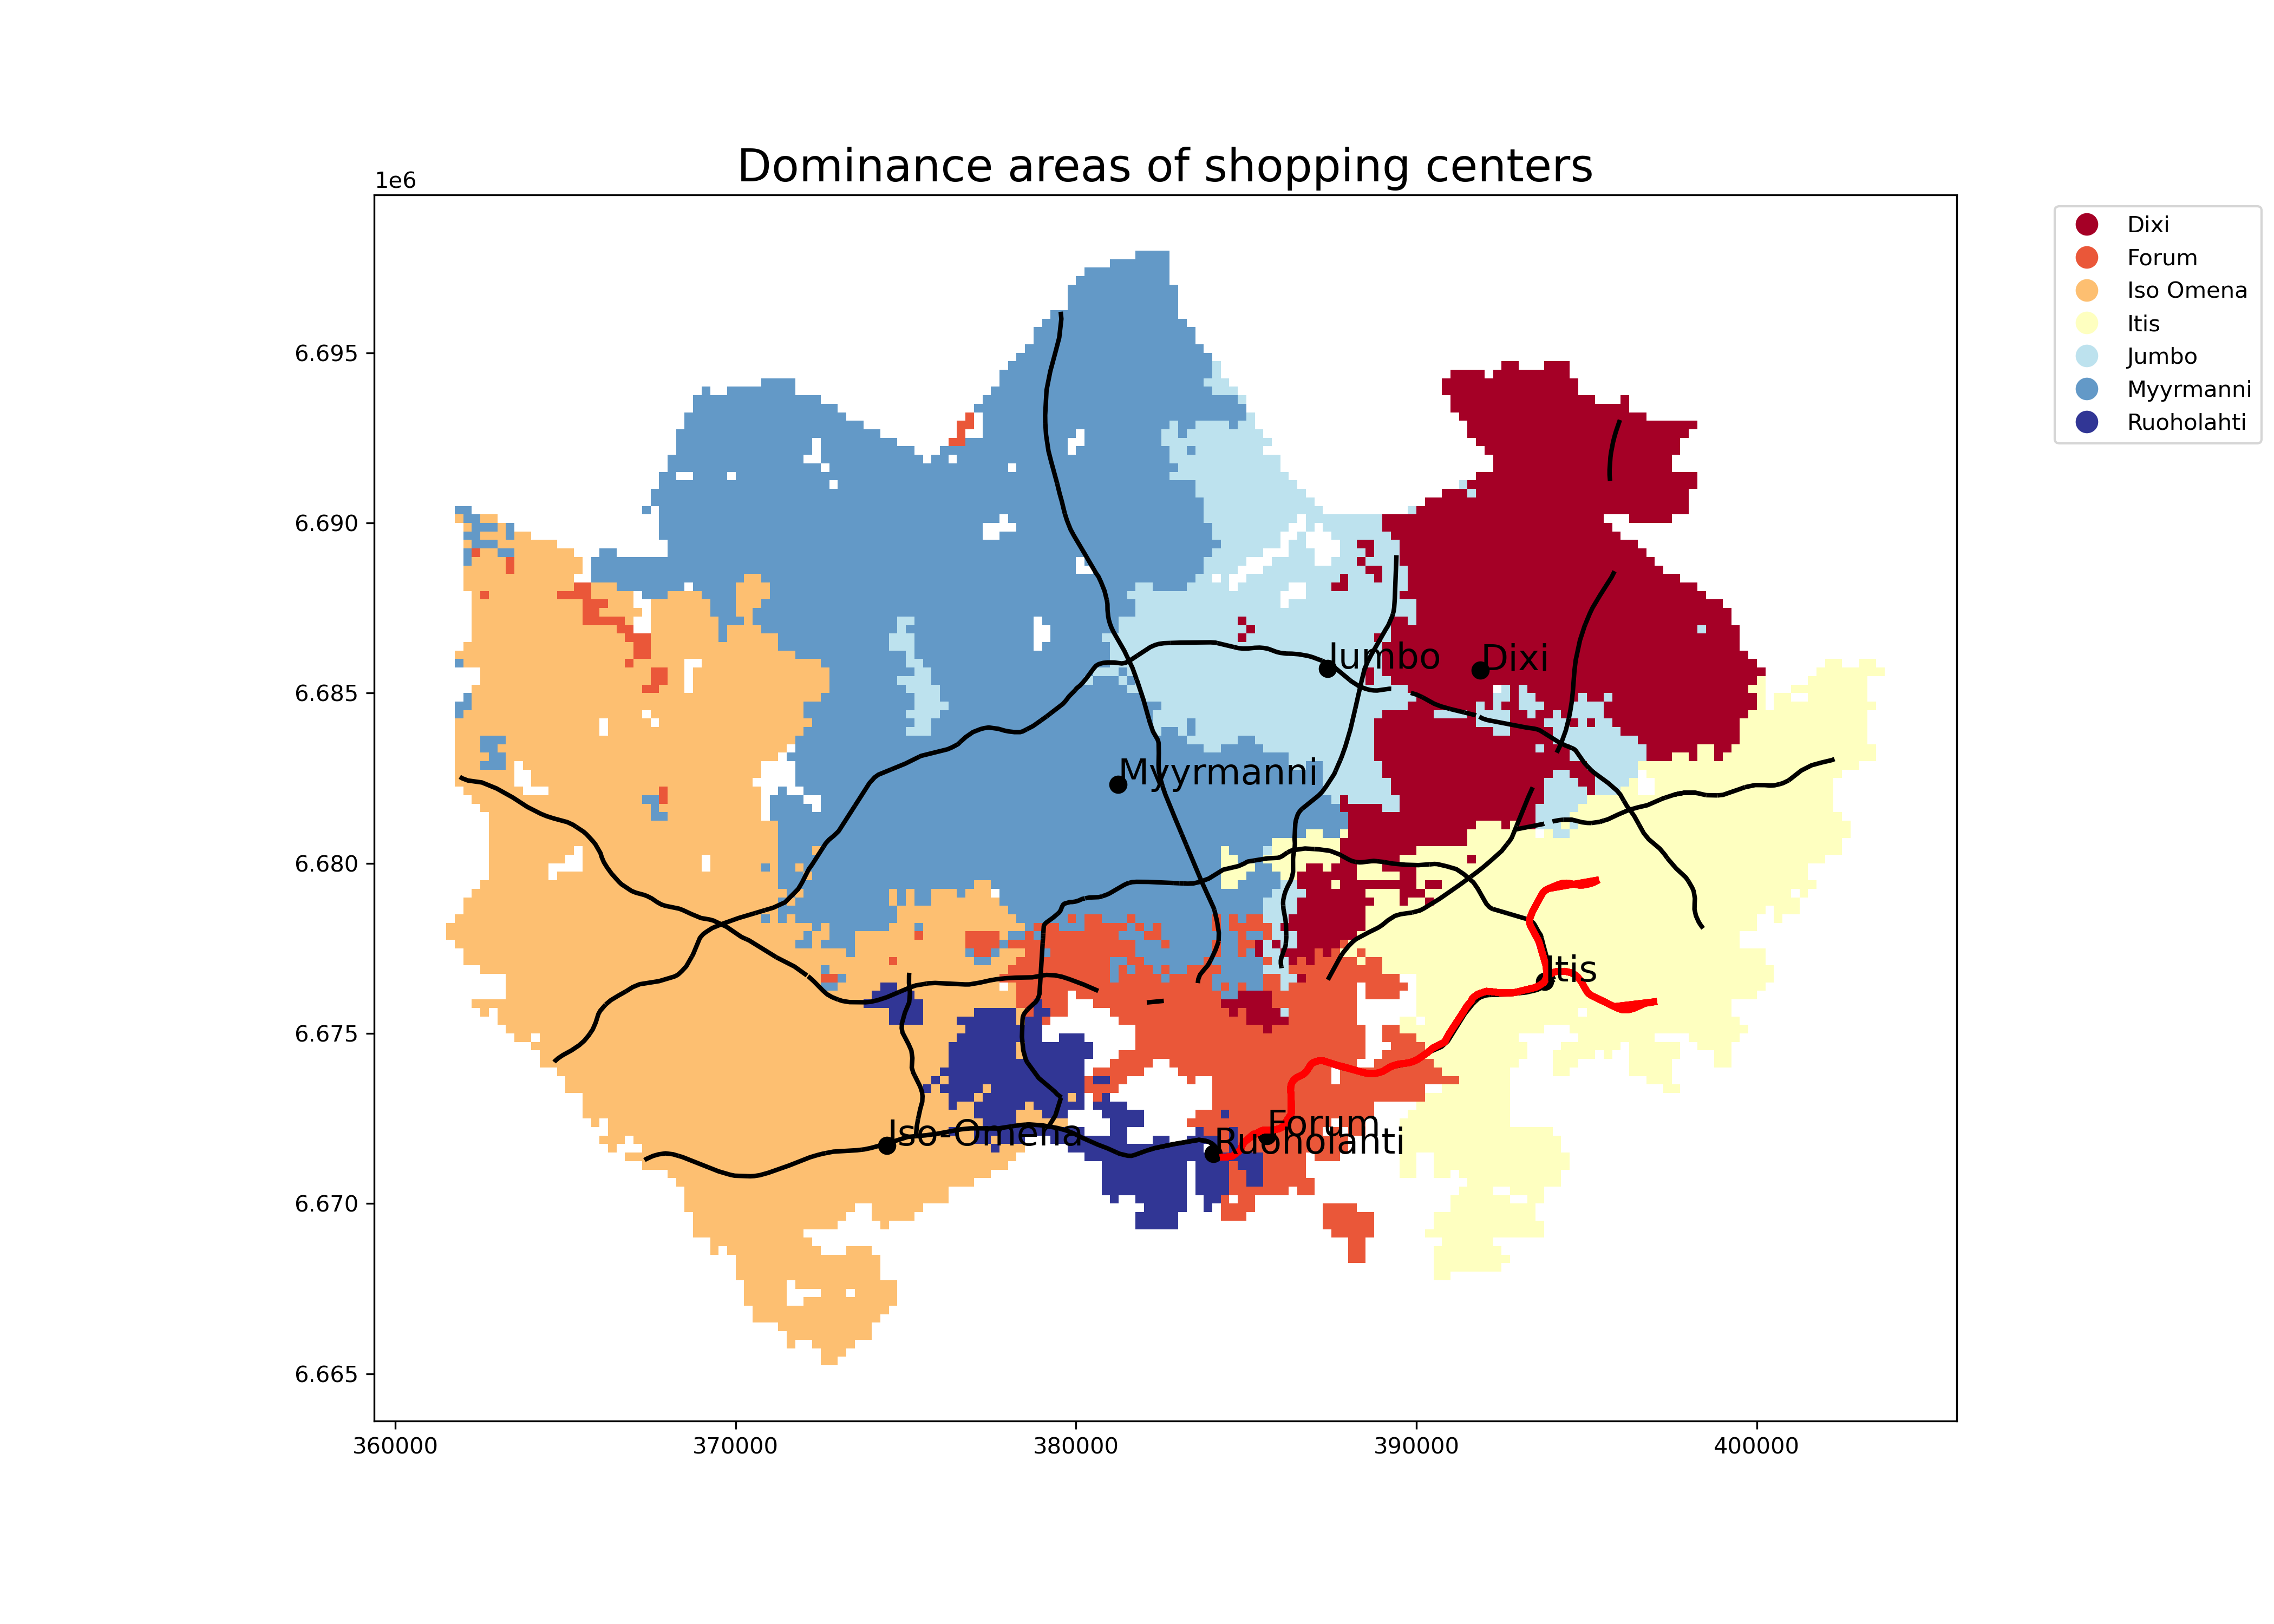 Dominance areas of shopping centers
1e6
Dixi
Forum
Iso Omena
Itis
Jumbo
Myyrmanni
Ruoholahti
6.695
6.690
6.685
6.680
6.675
6.670
6.665
Jumbo
Dixi
Myyrmanni
Itis
Forum
Iso-Omena
Ruoholahti
360000
370000
380000
390000
400000